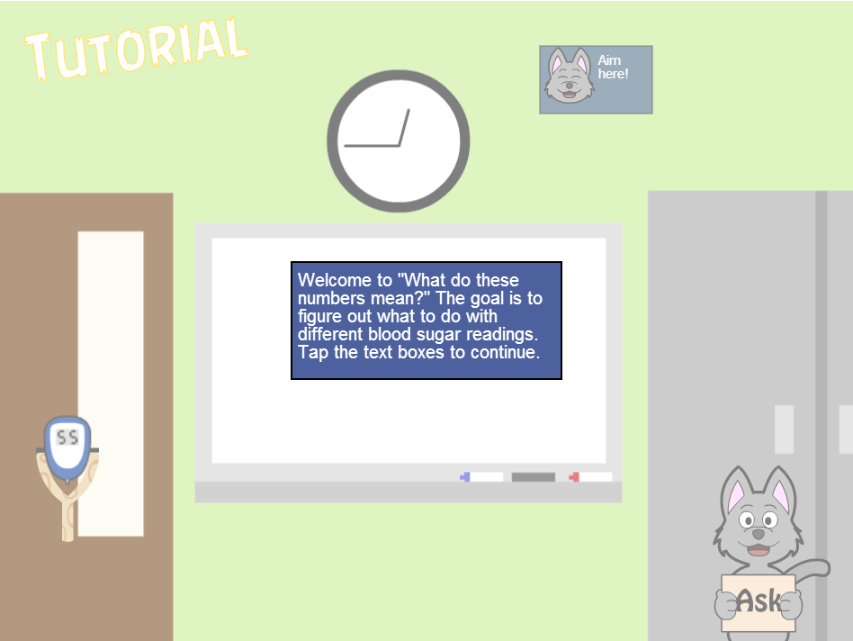 TUTORIAL
Aim
here!
Welcome to "What do these
numbers mean?" The goal is to
figure out what to do with
different blood sugar readings.
Tap the text boxes to continue.
55
Ask